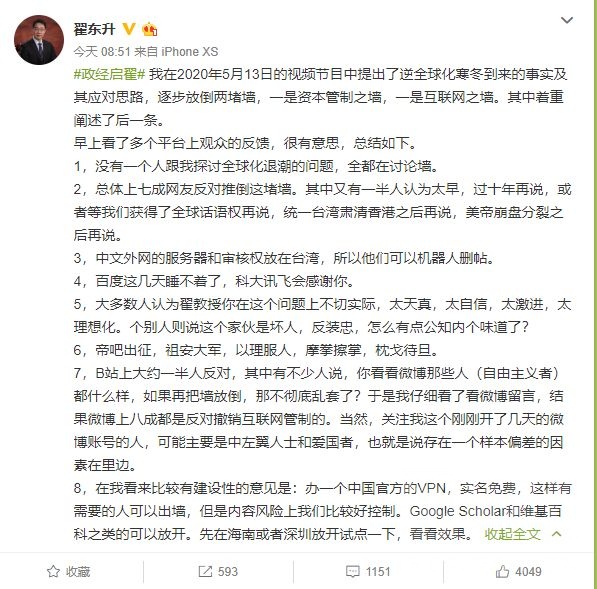 翟东升
今天 08:51 来自 iPhone XS
#政经启翟# 我在2020年5月13日的视频节目中提出了逆全球化寒冬到来的事实及
其应对思路，逐步放倒两堵墙，一是资本管制之墙，一是互联网之墙。其中着重
阐述了后一条。
早上看了多个平台上观众的反馈，很有意思，总结如下。
1，没有一个人跟我探讨全球化退潮的问题，全都在讨论墙。
2，总体上七成网友反对推倒这堵墙。其中又有一半人认为太早，过十年再说，或
者等我们获得了全球话语权再说，统一台湾肃清香港之后再说，美帝崩盘分裂之
后再说。
3，中文外网的服务器和审核权放在台湾，所以他们可以机器人删帖。
4，百度这几天睡不着了，科大讯飞会感谢你。
5，大多数人认为翟教授你在这个问题上不切实际，太天真，太自信，太激进，太
理想化。个别人则说这个家伙是坏人，反装忠，怎么有点公知内个味道了？
6，帝吧出征，祖安大军，以理服人，摩拳擦掌，枕戈待旦。
7，B站上大约一半人反对，其中有不少人说，你看看微博那些人（自由主义者）
都什么样，如果再把墙放倒，那不彻底乱套了？于是我仔细看了看微博留言，结
果微博上八成都是反对撤销互联网管制的。当然，关注我这个刚刚开了几天的微
博账号的人，可能主要是中左翼人士和爱国者，也就是说存在一个样本偏差的因
素在里边。
8，在我看来比较有建设性的意见是：办一个中国官方的VPN，实名免费，这样有
需要的人可以出墙，但是内容风险上我们比较好控制。Google Scholar和维基百
科之类的可以放开。先在海南或者深圳放开试点一下，看看效果。 收起全文
收藏 593 1151 4049